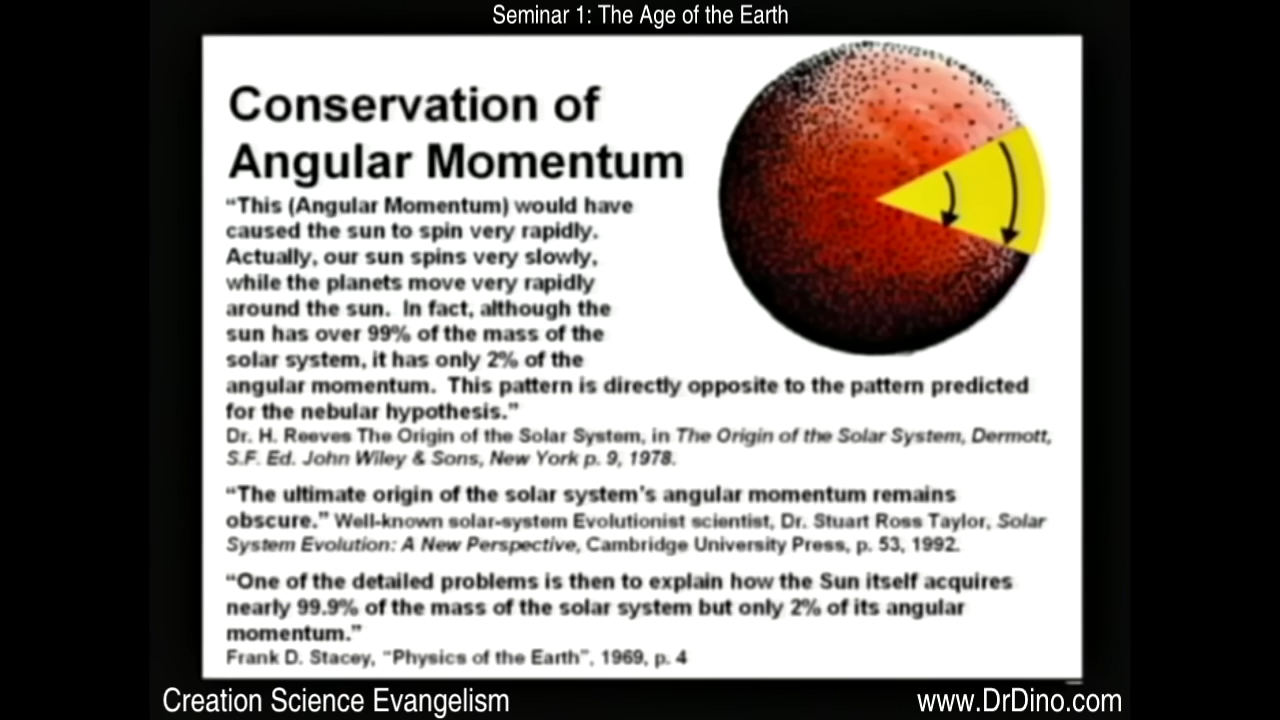 Seminar 1: The Age of the Earth
Conservation of
Angular Momentum
“This (Angular Momentum) would have
caused the sun to spin very rapidly.
Actually, our sun spins very slowly,
while the planets move very rapidly
around the sun. In fact, although the
sun has over 99% of the mass of the
solar system, it has only 2% of the
angular momentum. This pattern is directly opposite to the pattern predicted
for the nebular hypothesis.”
Dr. H. Reeves The Origin of the Solar System, in The Origin of the Solar System, Dermott,
S.F. Ed. John Wiley & Sons, New York p. 9, 1978.
“The ultimate origin of the solar system’s angular momentum remains
obscure.” Well-known solar-system Evolutionist scientist, Dr. Stuart Ross Taylor, Solar
System Evolution: A New Perspective, Cambridge University Press, p. 53, 1992.
“One of the detailed problems is then to explain how the Sun itself acquires
nearly 99.9% of the mass of the solar system but only 2% of its angular
momentum.”
Frank D. Stacey, “Physics of the Earth”, 1969, p. 4
Creation Science Evangelism
www.DrDino.com